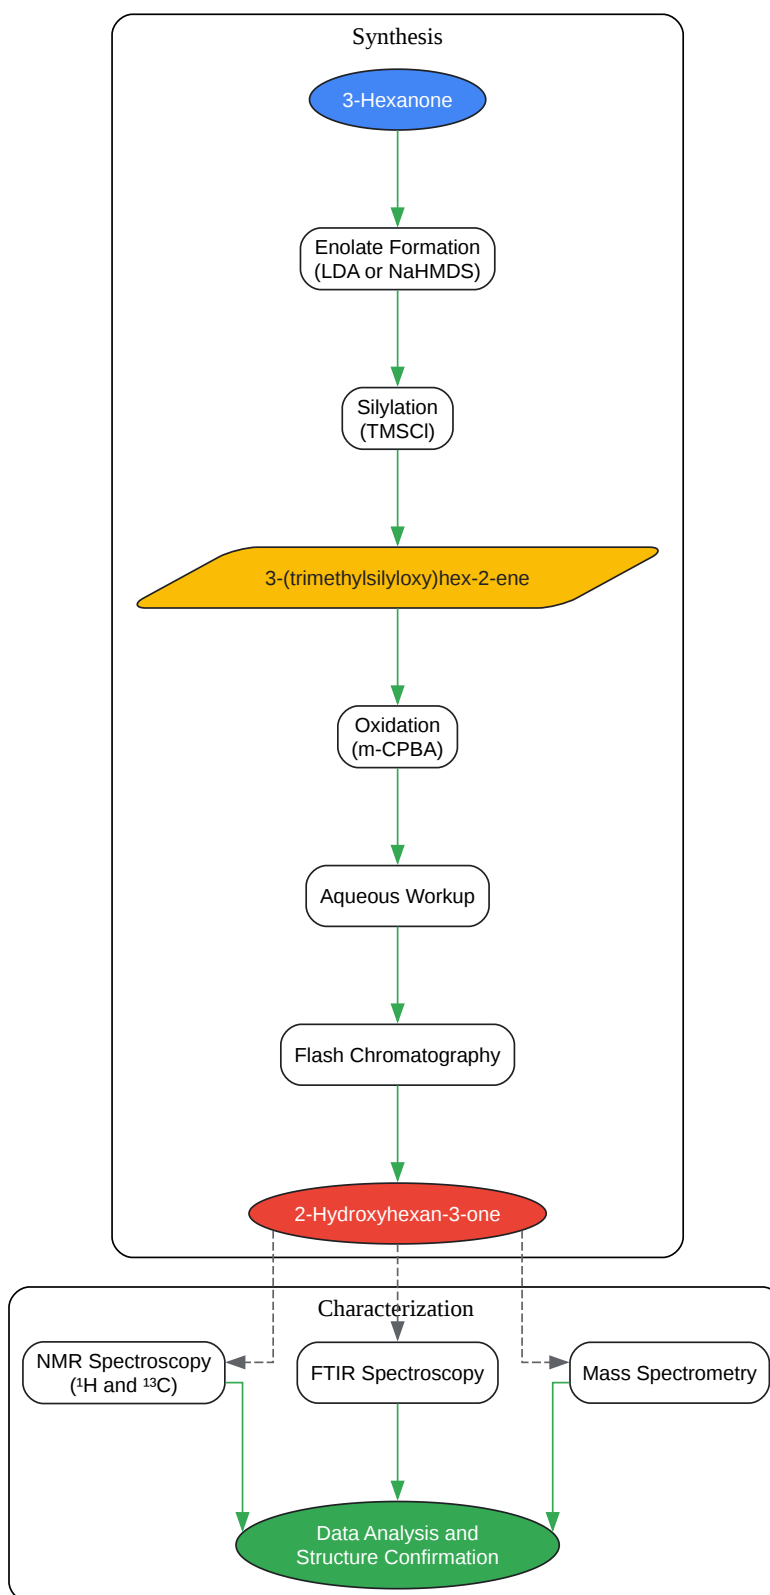 Synthesis
3-Hexanone
Enolate Formation
(LDA or NaHMDS)
Silylation
(TMSCl)
3-(trimethylsilyloxy)hex-2-ene
Oxidation
(m-CPBA)
Aqueous Workup
Flash Chromatography
2-Hydroxyhexan-3-one
Characterization
NMR Spectroscopy
(¹H and ¹³C)
FTIR Spectroscopy
Mass Spectrometry
Data Analysis and
Structure Confirmation